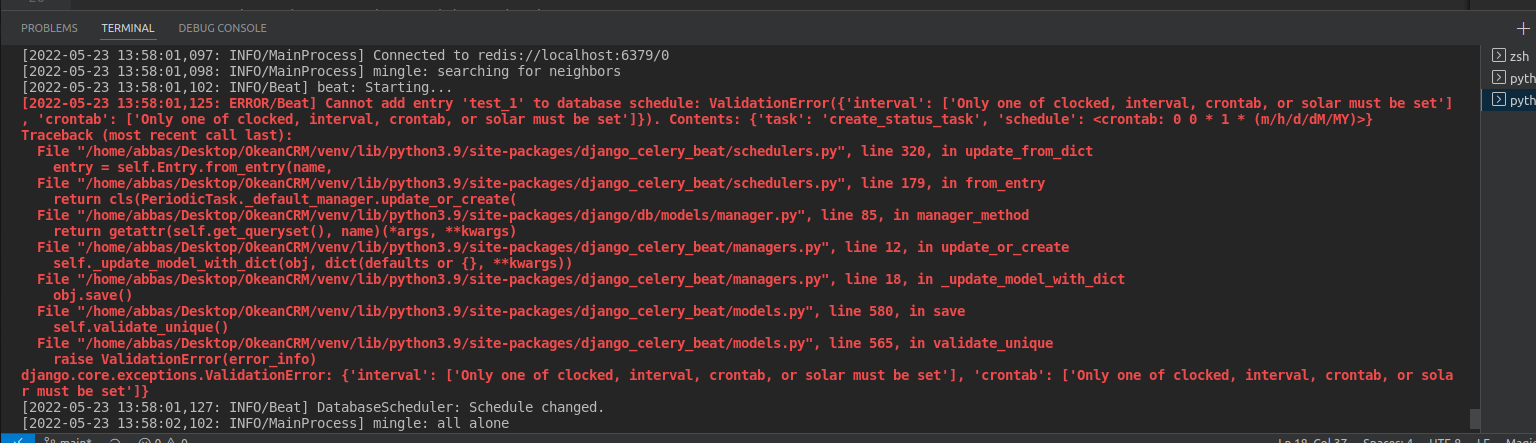 PROBLEMS TERMINAL DEBUG CONSOLE
[2022-05-23 13:58:01,097: INFO/MainProcess] Connected to redis://localhost:6379/0
[2022-05-23 13:58:01,098: INFO/MainProcess] mingle: searching for neighbors
[2022-05-23 13:58:01,102: INFO/Beat] beat: Starting...
[2022-05-23 13:58:01,125: ERROR/Beat] Cannot add entry 'test_1' to database schedule: ValidationError({'interval': ['Only one of clocked, interval, crontab, or solar must be set']
, 'crontab': ['Only one of clocked, interval, crontab, or solar must be set']}). Contents: {'task': 'create_status_task', 'schedule': <crontab: 0 0 * 1 * (m/h/d/dM/MY)>}
Traceback (most recent call last):
  File "/home/abbas/Desktop/OkeanCRM/venv/lib/python3.9/site-packages/django_celery_beat/schedulers.py", line 320, in update_from_dict
    entry = self.Entry.from_entry(name,
  File "/home/abbas/Desktop/OkeanCRM/venv/lib/python3.9/site-packages/django_celery_beat/schedulers.py", line 179, in from_entry
    return cls(PeriodicTask._default_manager.update_or_create(
  File "/home/abbas/Desktop/OkeanCRM/venv/lib/python3.9/site-packages/django/db/models/manager.py", line 85, in manager_method
    return getattr(self.get_queryset(), name)(*args, **kwargs)
  File "/home/abbas/Desktop/OkeanCRM/venv/lib/python3.9/site-packages/django_celery_beat/managers.py", line 12, in update_or_create
    self._update_model_with_dict(obj, dict(defaults or {}, **kwargs))
  File "/home/abbas/Desktop/OkeanCRM/venv/lib/python3.9/site-packages/django_celery_beat/managers.py", line 18, in _update_model_with_dict
    obj.save()
  File "/home/abbas/Desktop/OkeanCRM/venv/lib/python3.9/site-packages/django_celery_beat/models.py", line 580, in save
    self.validate_unique()
  File "/home/abbas/Desktop/OkeanCRM/venv/lib/python3.9/site-packages/django_celery_beat/models.py", line 565, in validate_unique
    raise ValidationError(error_info)
django.core.exceptions.ValidationError: {'interval': ['Only one of clocked, interval, crontab, or solar must be set'], 'crontab': ['Only one of clocked, interval, crontab, or sola
r must be set']}
[2022-05-23 13:58:01,127: INFO/Beat] DatabaseScheduler: Schedule changed.
[2022-05-23 13:58:02,102: INFO/MainProcess] mingle: all alone
zsh
pyth
pyth
main* 0 0 Ln 18, Col 37 Spaces: 4 UTF-8 LF